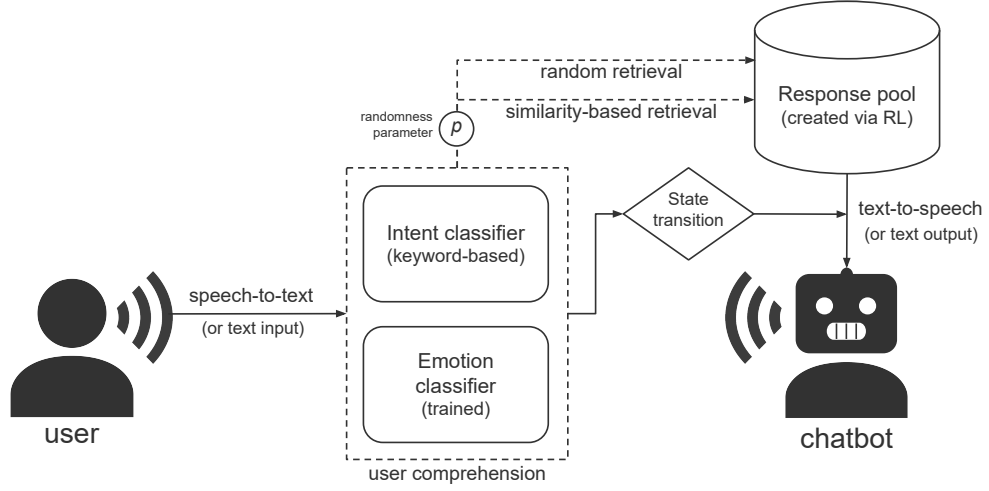 random retrieval
similarity-based retrieval
Response pool
(created via RL)
randomness
parameter
p
State
transition
text-to-speech
(or text output)
Intent classifier
(keyword-based)
speech-to-text
(or text input)
Emotion
classifier
(trained)
user
chatbot
user comprehension